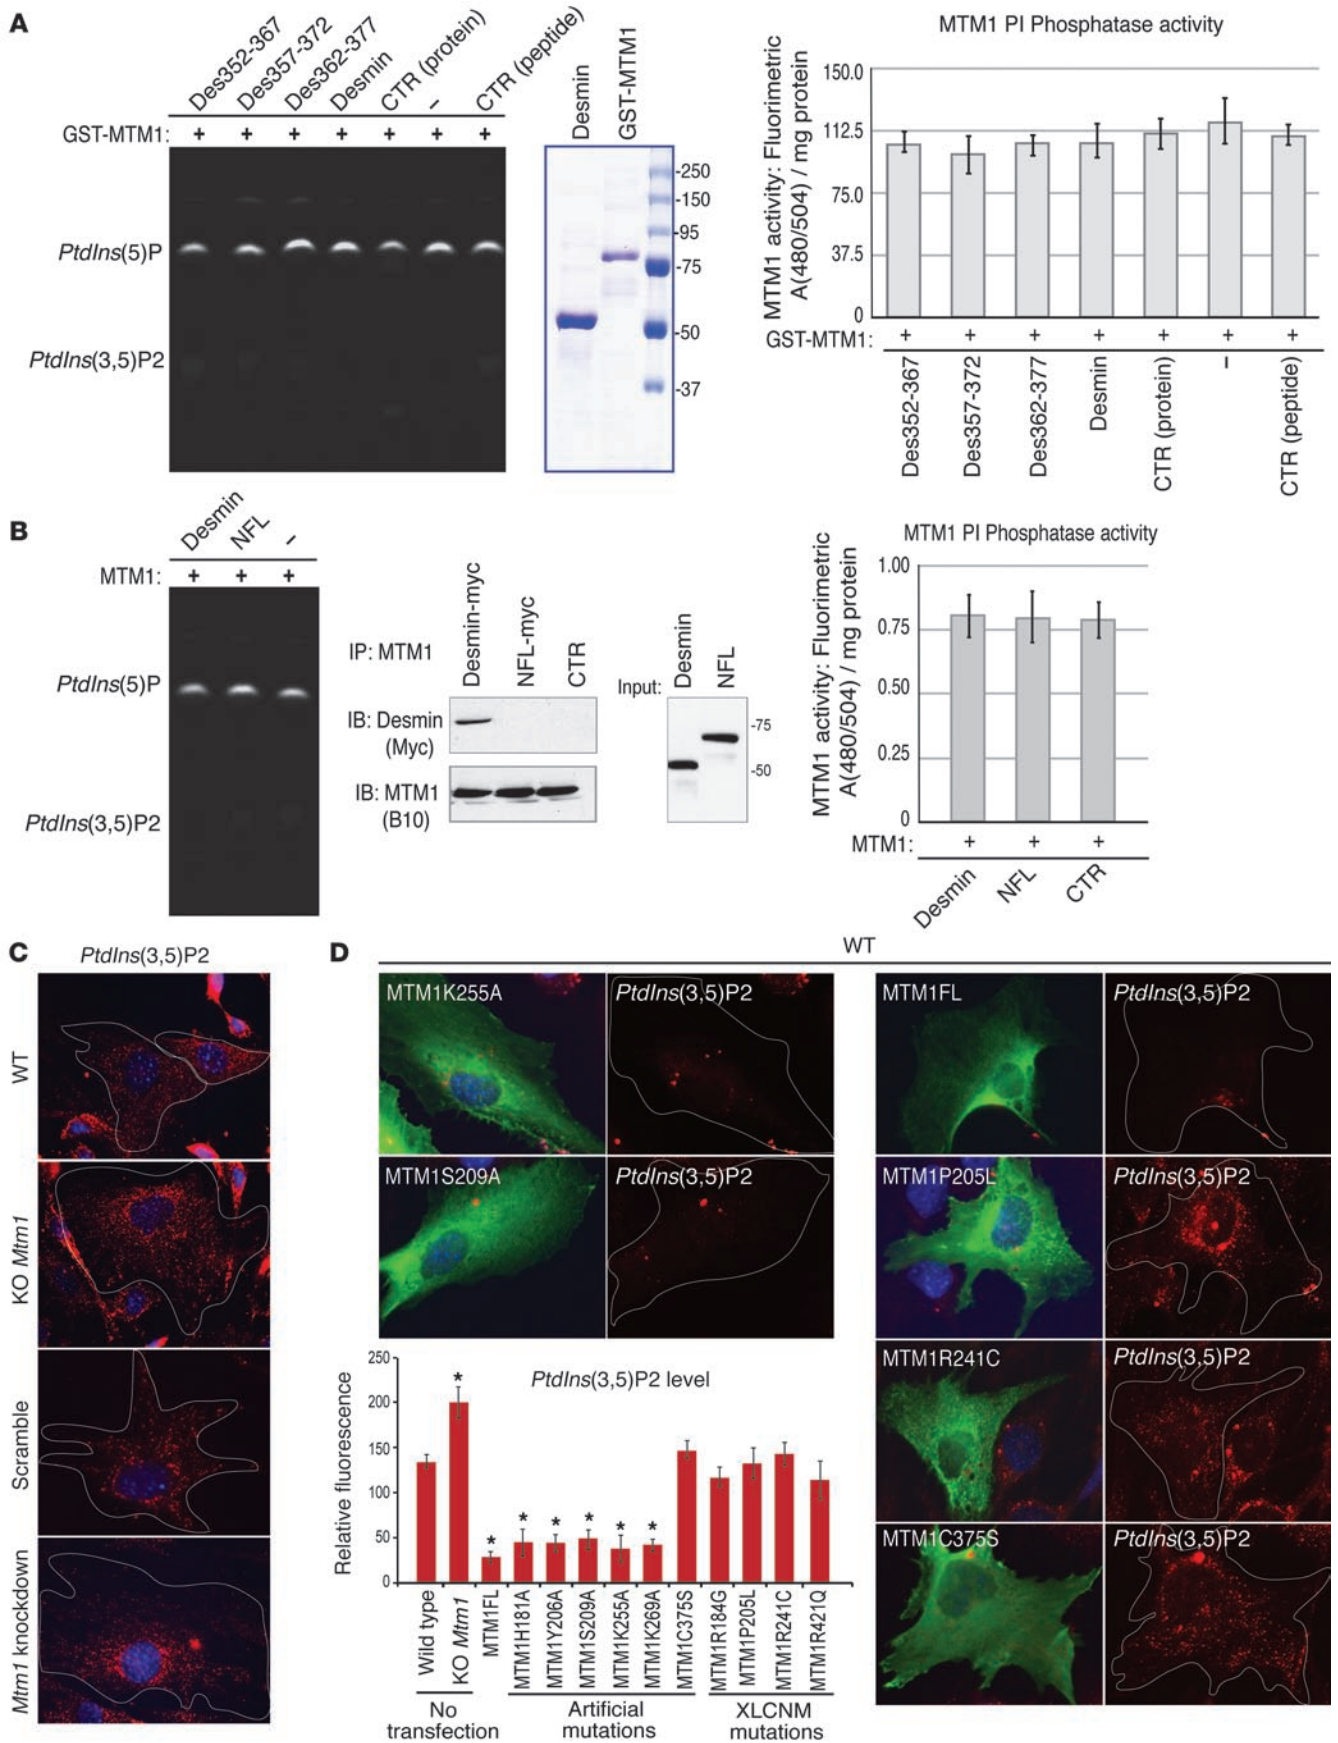 A
Des352-367
Des357-372
Des362-377
Desmin
CTR (protein)
–
CTR (peptide)
GST-MTM1: + + + + + + +
PtdIns(5)P
PtdIns(3,5)P2
Desmin
GST-MTM1
-250
-150
-95
-75
-50
-37
MTM1 PI Phosphatase activity
MTM1 activity: Fluorimetric
A(480/504) / mg protein
150.0
112.5
75.0
37.5
0
GST-MTM1: + + + + + + +
Des352-367
Des357-372
Des362-377
Desmin
CTR (protein)
–
CTR (peptide)
B
Desmin
NFL
–
MTM1: + + +
PtdIns(5)P
PtdIns(3,5)P2
IP: MTM1
Desmin-myc
NFL-myc
CTR
IB: Desmin
(Myc)
IB: MTM1
(B10)
Input:
Desmin
NFL
-75
-50
MTM1 PI Phosphatase activity
MTM1 activity: Fluorimetric
A(480/504) / mg protein
1.00
0.75
0.50
0.25
0
MTM1: + + +
Desmin
NFL
CTR
C
PtdIns(3,5)P2
WT
KO Mtm1
Scramble
Mtm1 knockdown
D
WT
MTM1K255A
PtdIns(3,5)P2
MTM1S209A
PtdIns(3,5)P2
MTM1FL
PtdIns(3,5)P2
MTM1P205L
PtdIns(3,5)P2
MTM1R241C
PtdIns(3,5)P2
MTM1C375S
PtdIns(3,5)P2
PtdIns(3,5)P2 level
Relative fluorescence
250
200
150
100
50
0
* * * * * * *
Wild type
KO Mtm1
MTM1FL
MTM1H181A
MTM1Y206A
MTM1S209A
MTM1K255A
MTM1K269A
MTM1C375S
MTM1R184G
MTM1P205L
MTM1R241C
MTM1R421Q
No
transfection
Artificial
mutations
XLCNM
mutations